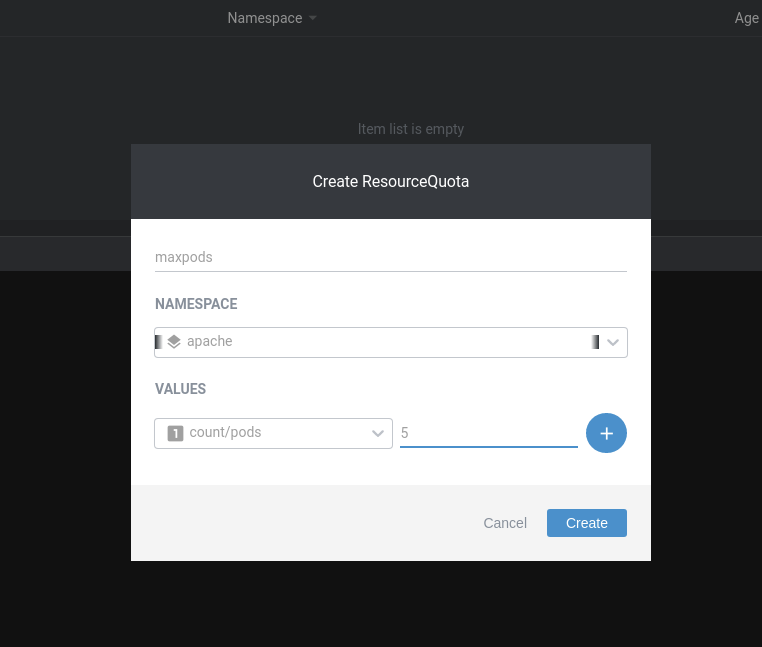 Namespace
Age
Item list is empty
Create ResourceQuota
maxpods
NAMESPACE
apache
VALUES
1 count/pods 5 +
Cancel Create